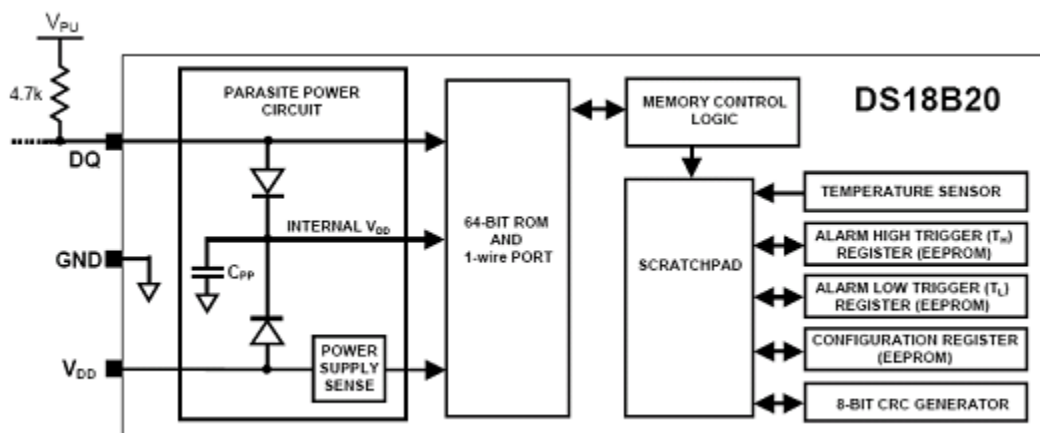 V_PU
4.7k
DQ
GND
V_DD
PARASITE POWER
CIRCUIT
INTERNAL V_DD
C_PP
POWER
SUPPLY
SENSE
64-BIT ROM
AND
1-wire PORT
MEMORY CONTROL
LOGIC
SCRATCHPAD
DS18B20
TEMPERATURE SENSOR
ALARM HIGH TRIGGER (T_H)
REGISTER (EEPROM)
ALARM LOW TRIGGER (T_L)
REGISTER (EEPROM)
CONFIGURATION REGISTER
(EEPROM)
8-BIT CRC GENERATOR